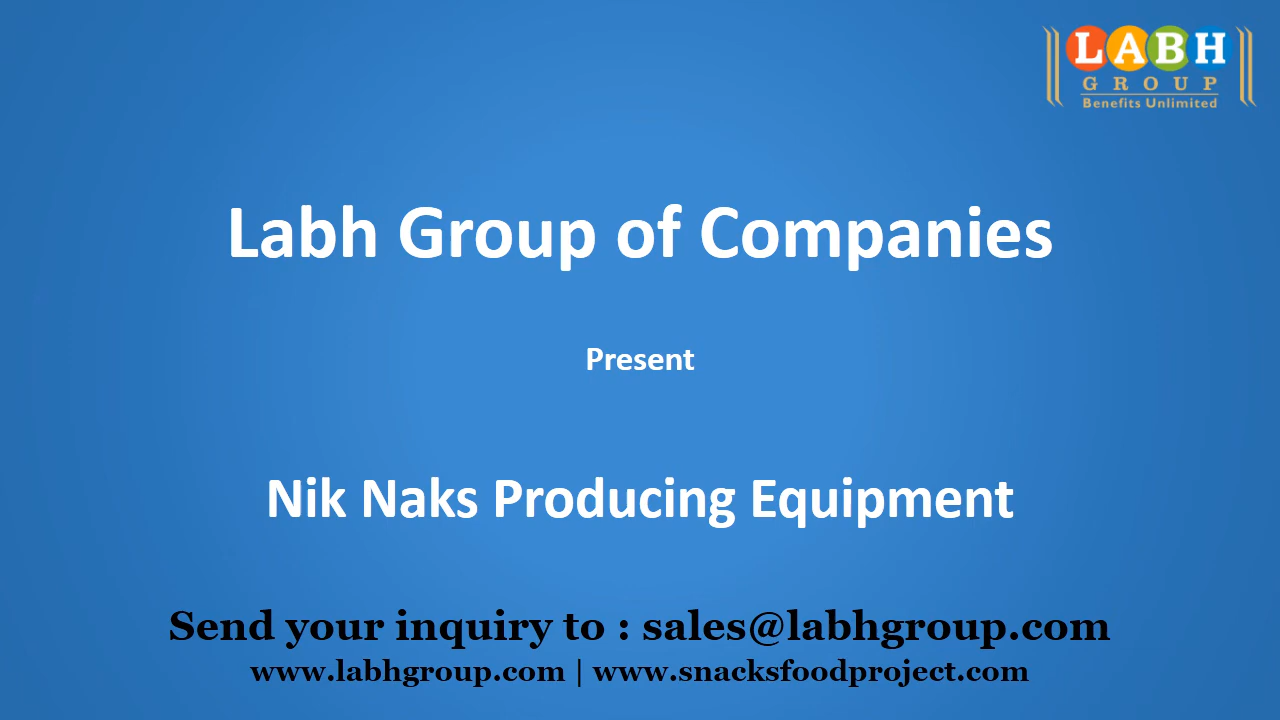 LABH
GROUP
Benefits Unlimited
Labh Group of Companies
Present
Nik Naks Producing Equipment
Send your inquiry to : sales@labhgroup.com
www.labhgroup.com | www.snacksfoodproject.com